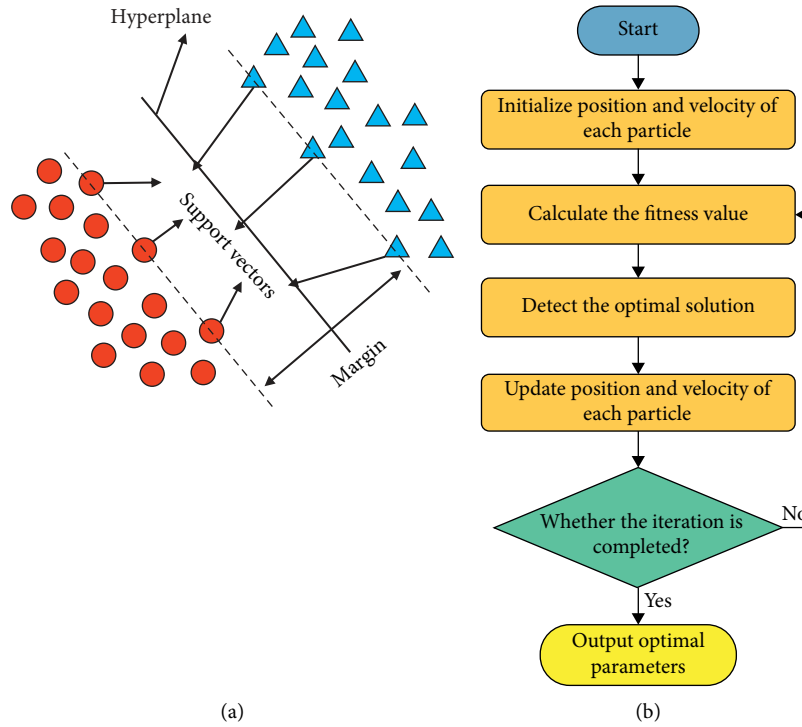 Hyperplane
Support vectors
Margin
(a)
Start
Initialize position and velocity of
each particle
Calculate the fitness value
Detect the optimal solution
Update position and velocity of
each particle
Whether the iteration is
completed?
No
Yes
Output optimal
parameters
(b)